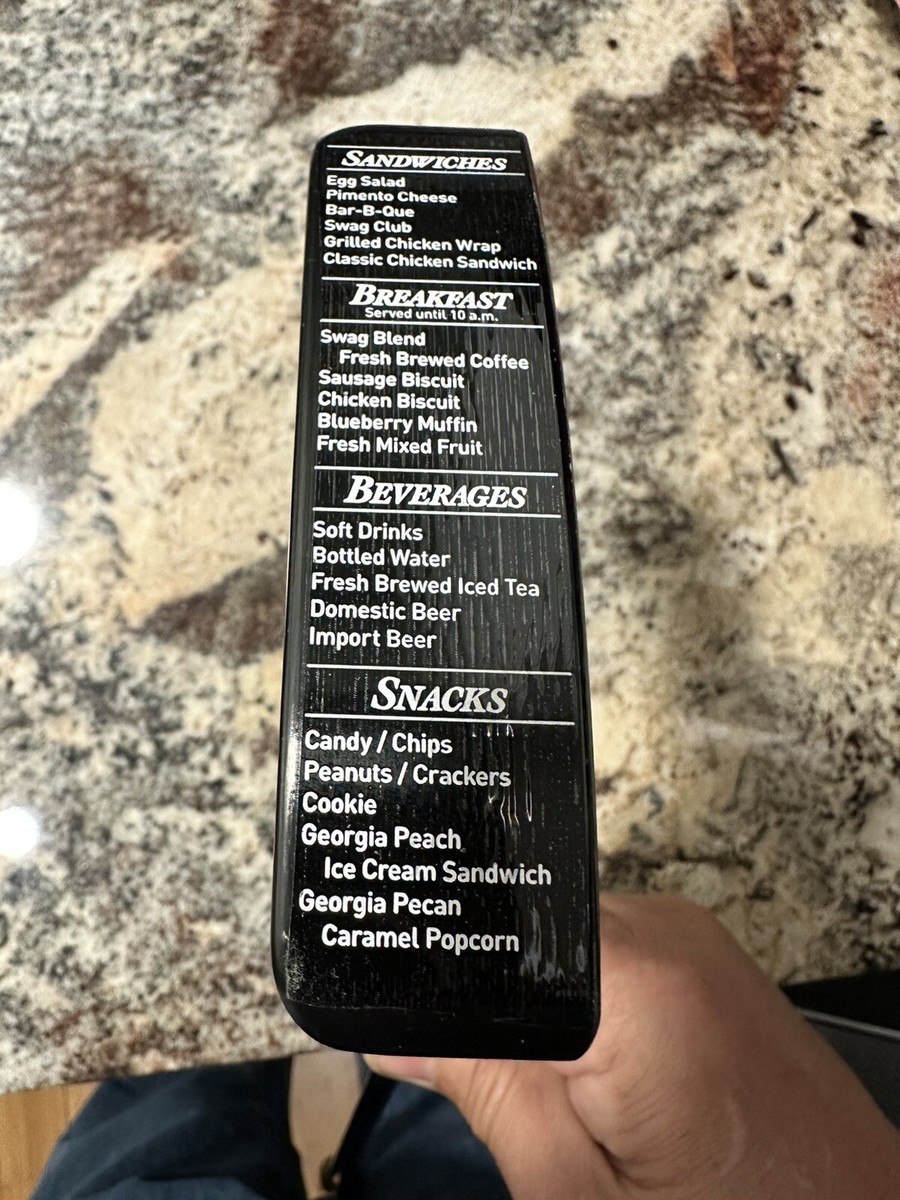 SANDWICHES
Egg Salad
Pimento Cheese
Bar-B-Que
Swag Club
Grilled Chicken Wrap
Classic Chicken Sandwich
BREAKFAST
Served until 10 a.m.
Swag Blend
Fresh Brewed Coffee
Sausage Biscuit
Chicken Biscuit
Blueberry Muffin
Fresh Mixed Fruit
BEVERAGES
Soft Drinks
Bottled Water
Fresh Brewed Iced Tea
Domestic Beer
Import Beer
SNACKS
Candy / Chips
Peanuts / Crackers
Cookie
Georgia Peach
Ice Cream Sandwich
Georgia Pecan
Caramel Popcorn